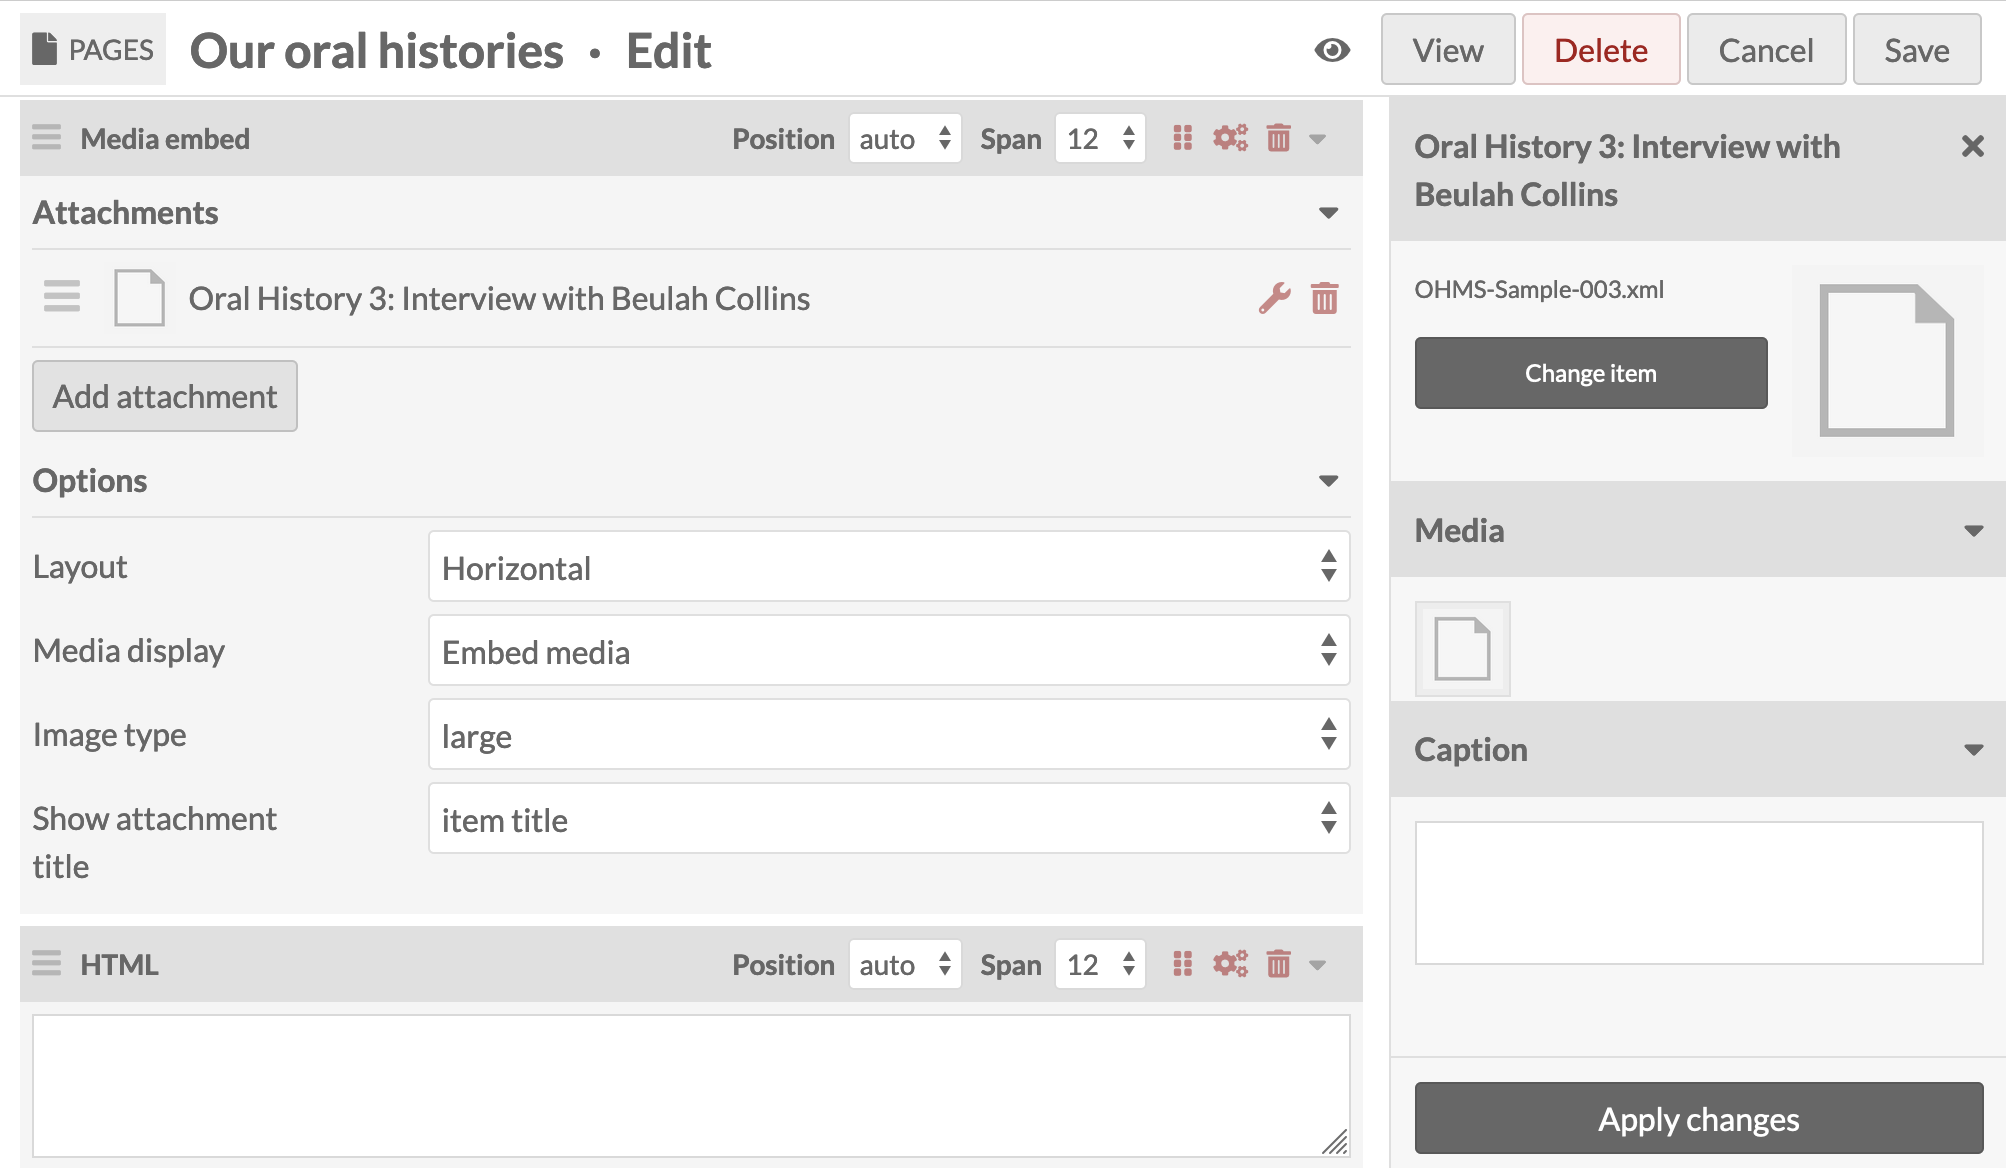 PAGES Our oral histories · Edit View Delete Cancel Save
Media embed Position auto Span 12
Attachments
Oral History 3: Interview with Beulah Collins
Add attachment
Options
Layout Horizontal
Media display Embed media
Image type large
Show attachment
title
item title
HTML Position auto Span 12
Oral History 3: Interview with
Beulah Collins
OHMS-Sample-003.xml
Change item
Media
Caption
Apply changes